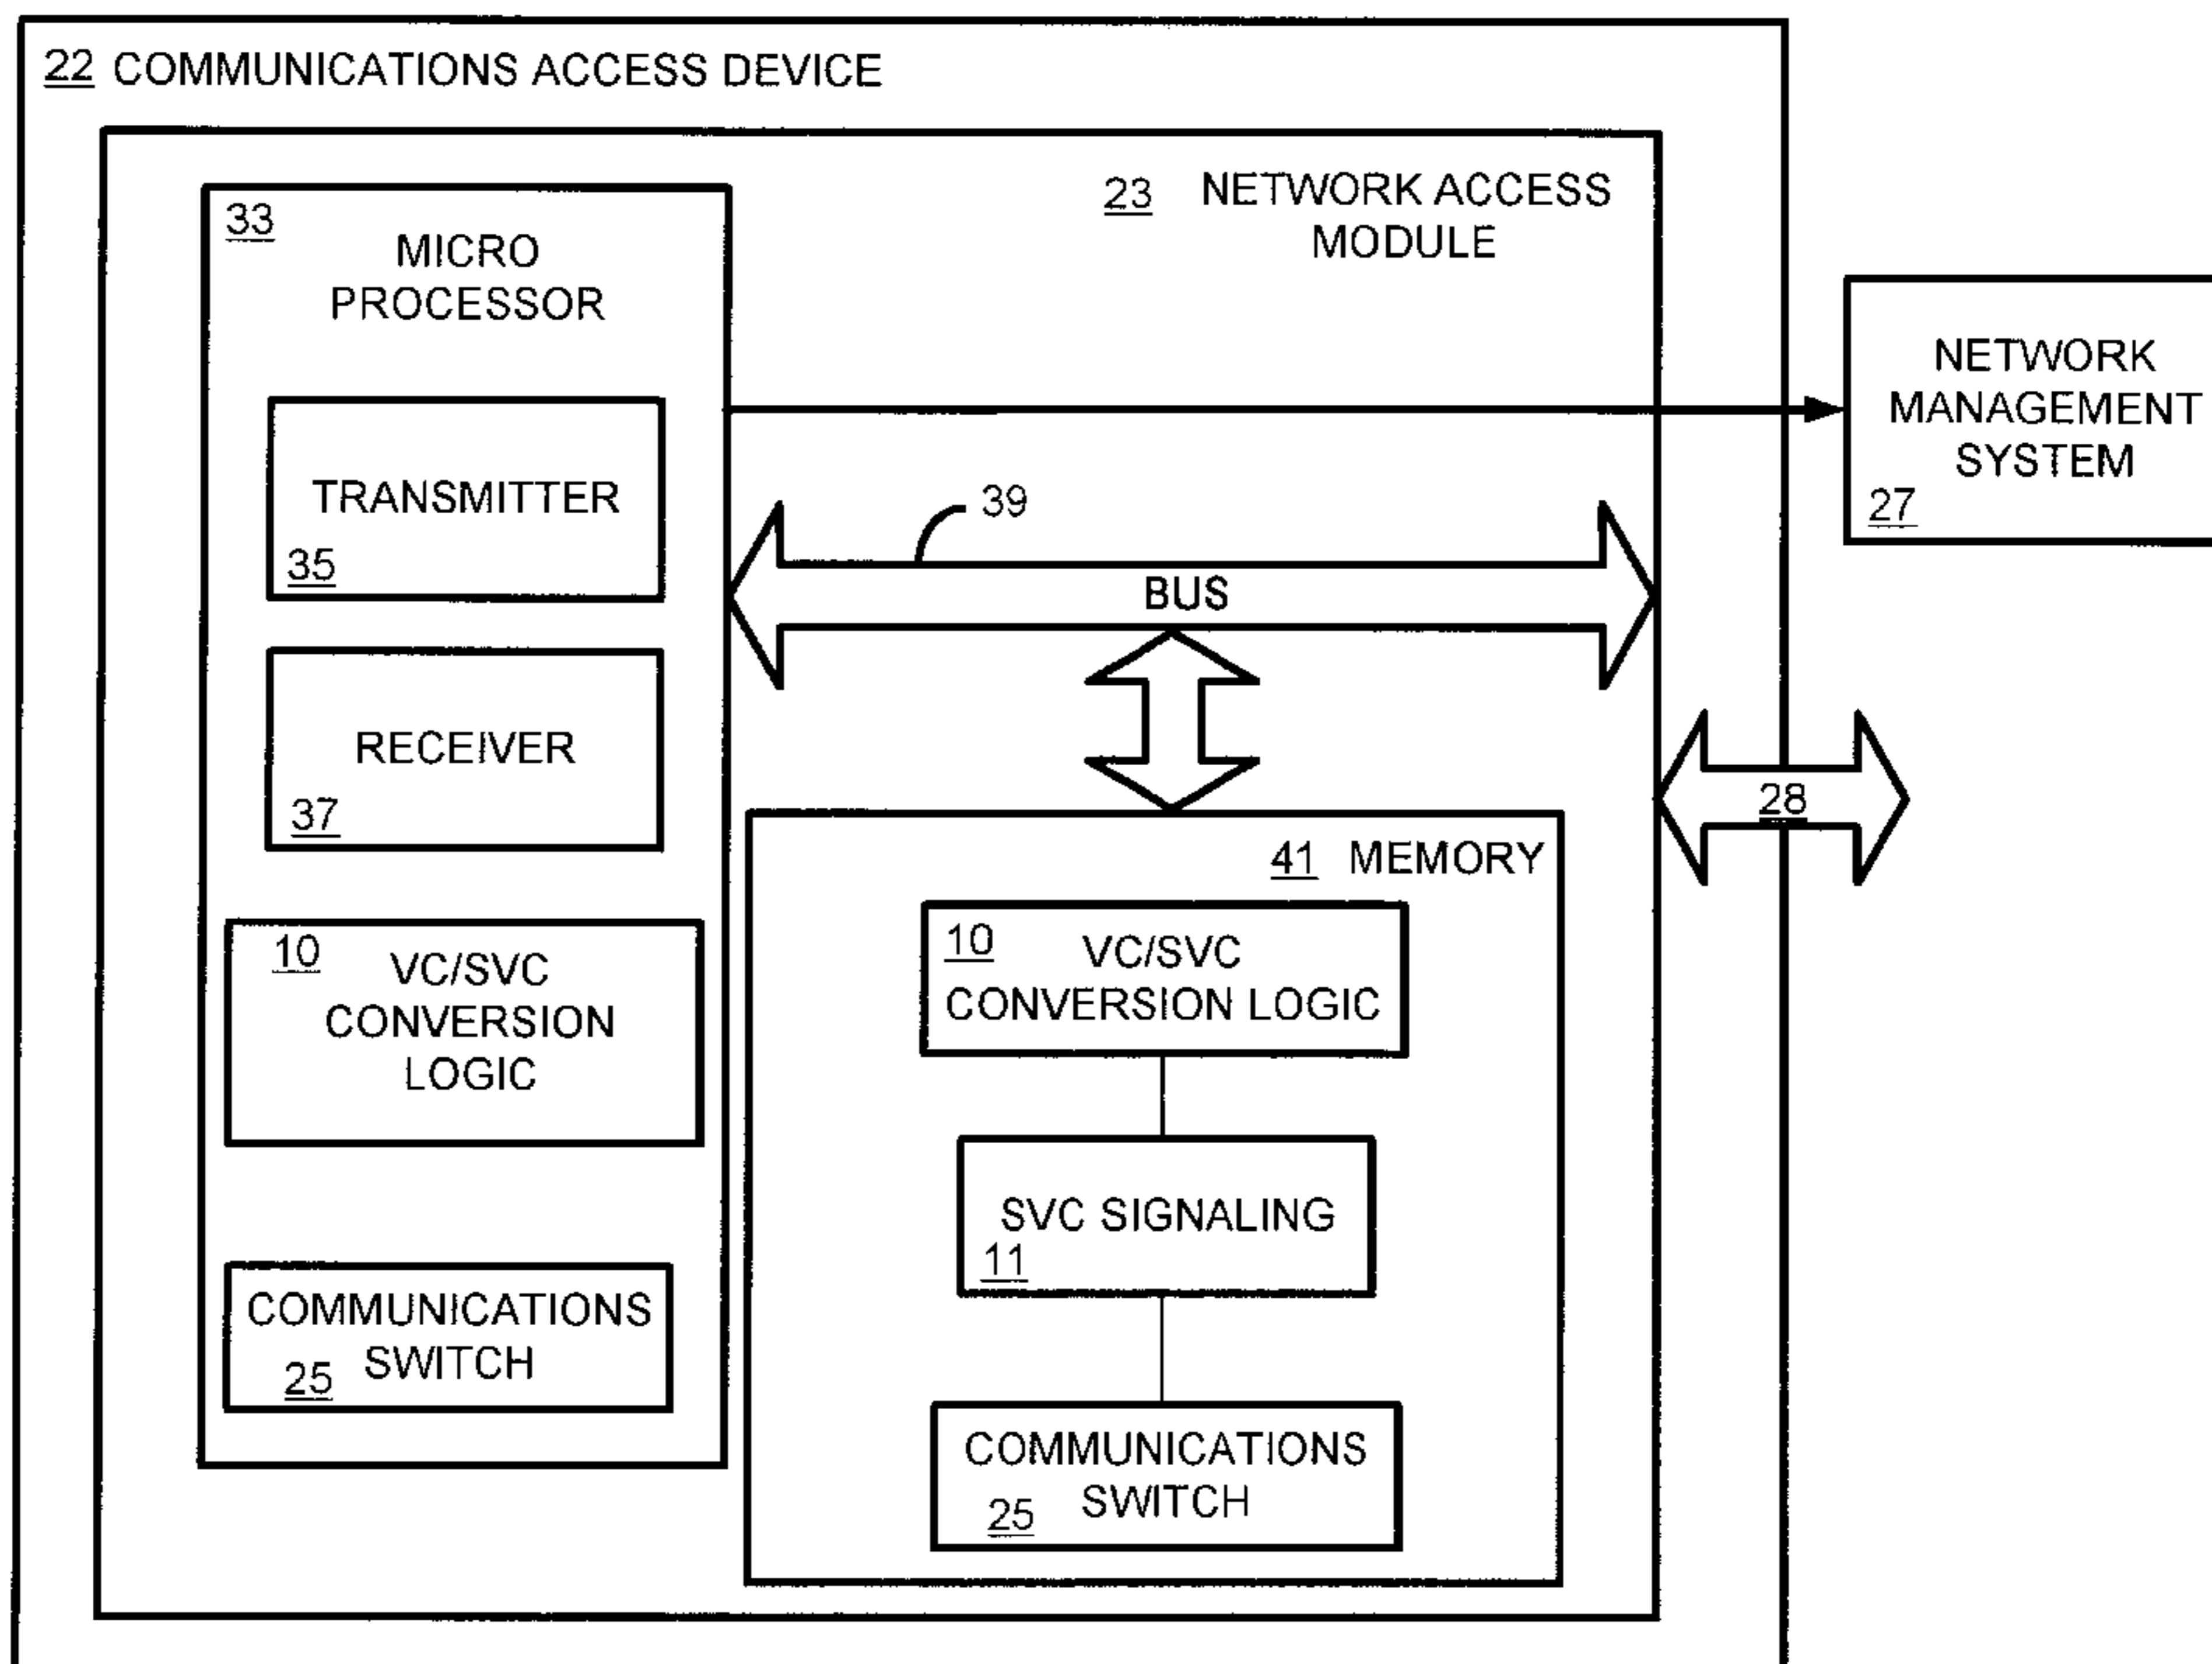 22 COMMUNICATIONS ACCESS DEVICE
23 NETWORK ACCESS
MODULE
33
MICRO
PROCESSOR
TRANSMITTER
35
RECEIVER
37
10 VC/SVC
CONVERSION
LOGIC
COMMUNICATIONS
SWITCH
25
39
BUS
41 MEMORY
10 VC/SVC
CONVERSION LOGIC
SVC SIGNALING
11
COMMUNICATIONS
SWITCH
25
NETWORK
MANAGEMENT
SYSTEM
27
28